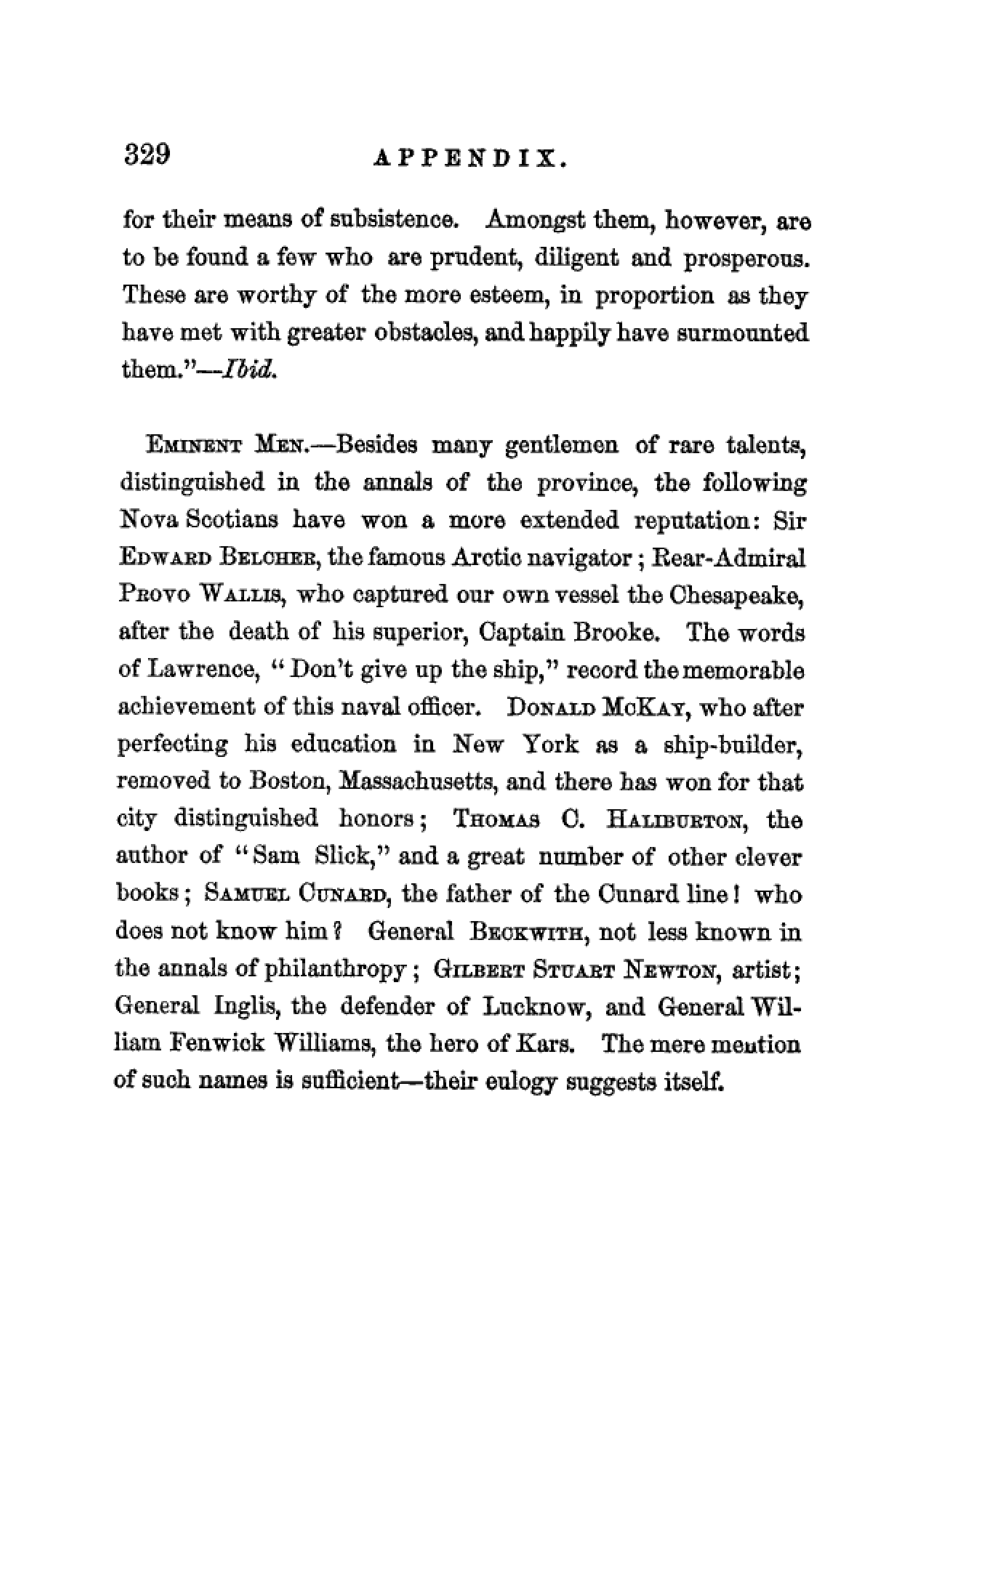 329 APPENDIX.
for their means of subsistence. Amongst them, however, are
to be found a few who are prudent, diligent and prosperous.
These are worthy of the more esteem, in proportion as they
have met with greater obstacles, and happily have surmounted
them.”—Ibid.
EMINENT MEN.—Besides many gentlemen of rare talents,
distinguished in the annals of the province, the following
Nova Scotians have won a more extended reputation: Sir
EDWARD BELCHER, the famous Arctic navigator; Rear-Admiral
PROVO WALLIS, who captured our own vessel the Chesapeake,
after the death of his superior, Captain Brooke. The words
of Lawrence, “Don’t give up the ship,” record the memorable
achievement of this naval officer. DONALD MCKAY, who after
perfecting his education in New York as a ship-builder,
removed to Boston, Massachusetts, and there has won for that
city distinguished honors; THOMAS C. HALIBURTON, the
author of “Sam Slick,” and a great number of other clever
books; SAMUEL CUNARD, the father of the Cunard line! who
does not know him? General BECKWITH, not less known in
the annals of philanthropy; GILBERT STUART NEWTON, artist;
General Inglis, the defender of Lucknow, and General Wil-
liam Fenwick Williams, the hero of Kars. The mere mention
of such names is sufficient—their eulogy suggests itself.